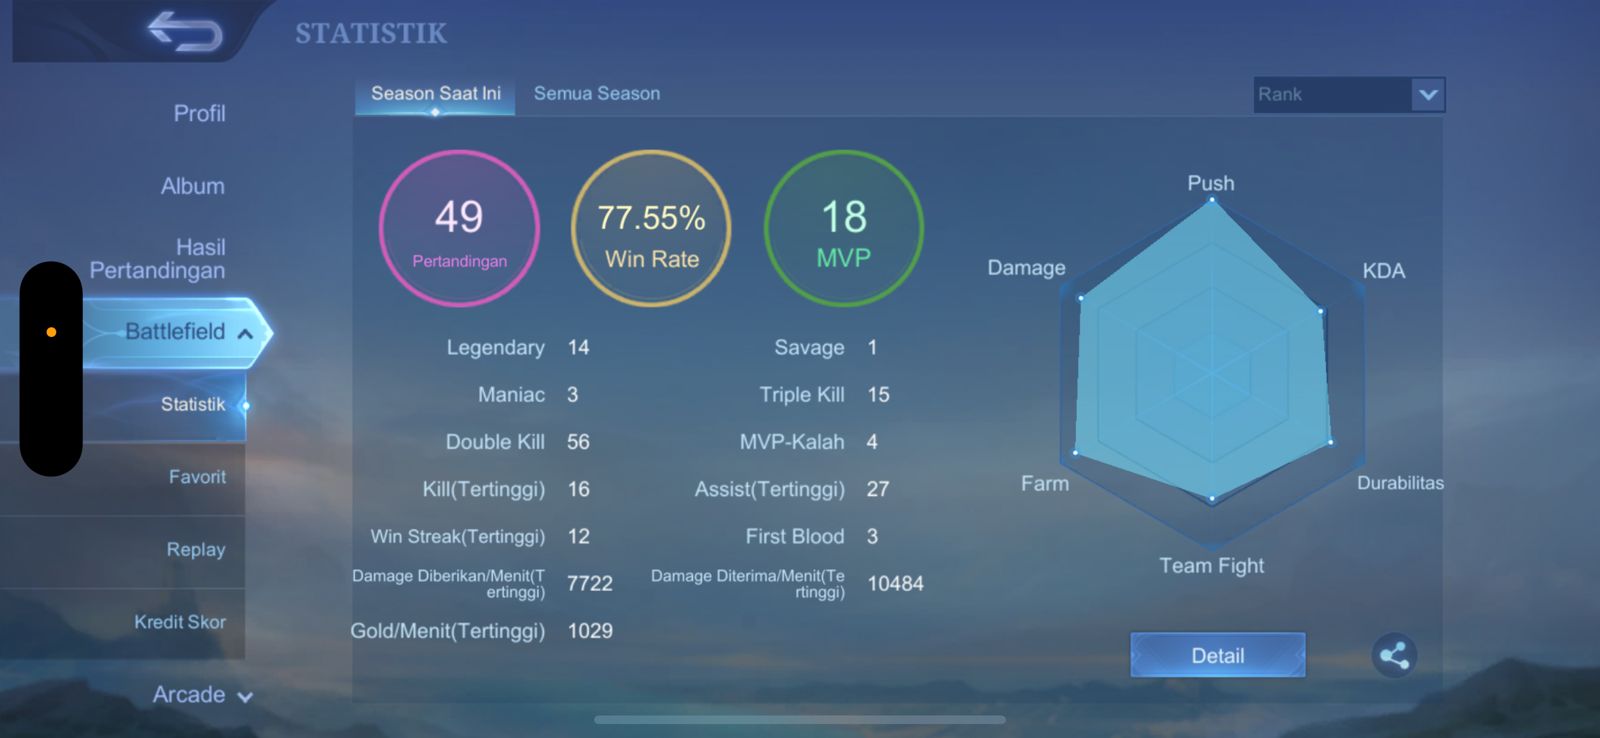 STATISTIK
Profil
Album
Hasil
Pertandingan
Battlefield
Statistik
Favorit
Replay
Kredit Skor
Arcade
Season Saat Ini
Semua Season
Rank
49
Pertandingan
77.55%
Win Rate
18
MVP
Legendary 14
Savage 1
Maniac 3
Triple Kill 15
Double Kill 56
MVP-Kalah 4
Kill(Tertinggi) 16
Assist(Tertinggi) 27
Win Streak(Tertinggi) 12
First Blood 3
Damage Diberikan/Menit(T
ertinggi) 7722
Damage Diterima/Menit(Te
rtinggi) 10484
Gold/Menit(Tertinggi) 1029
Push
Damage
KDA
Farm
Durabilitas
Team Fight
Detail